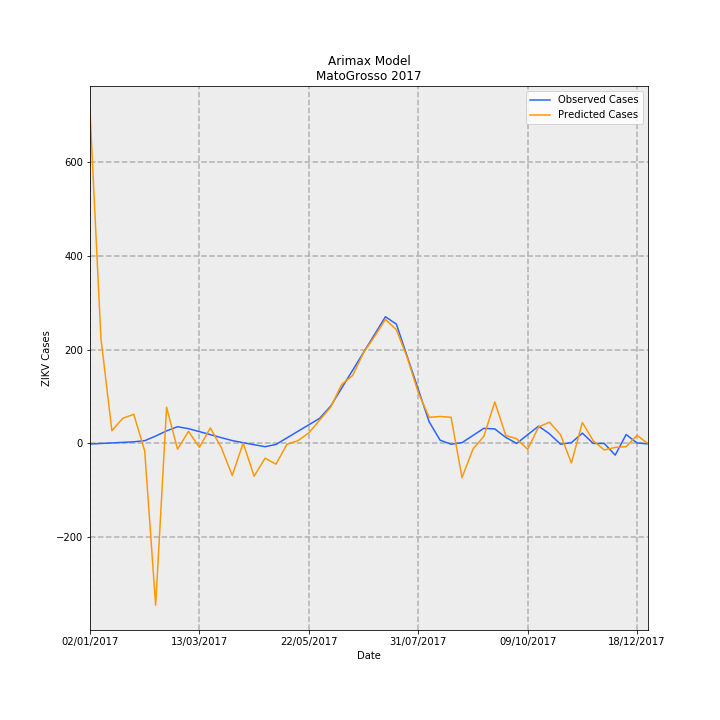 Arimax Model
MatoGrosso 2017
Observed Cases
Predicted Cases
600
400
200
0
−200
ZIKV Cases
02/01/2017
13/03/2017
22/05/2017
31/07/2017
09/10/2017
18/12/2017
Date